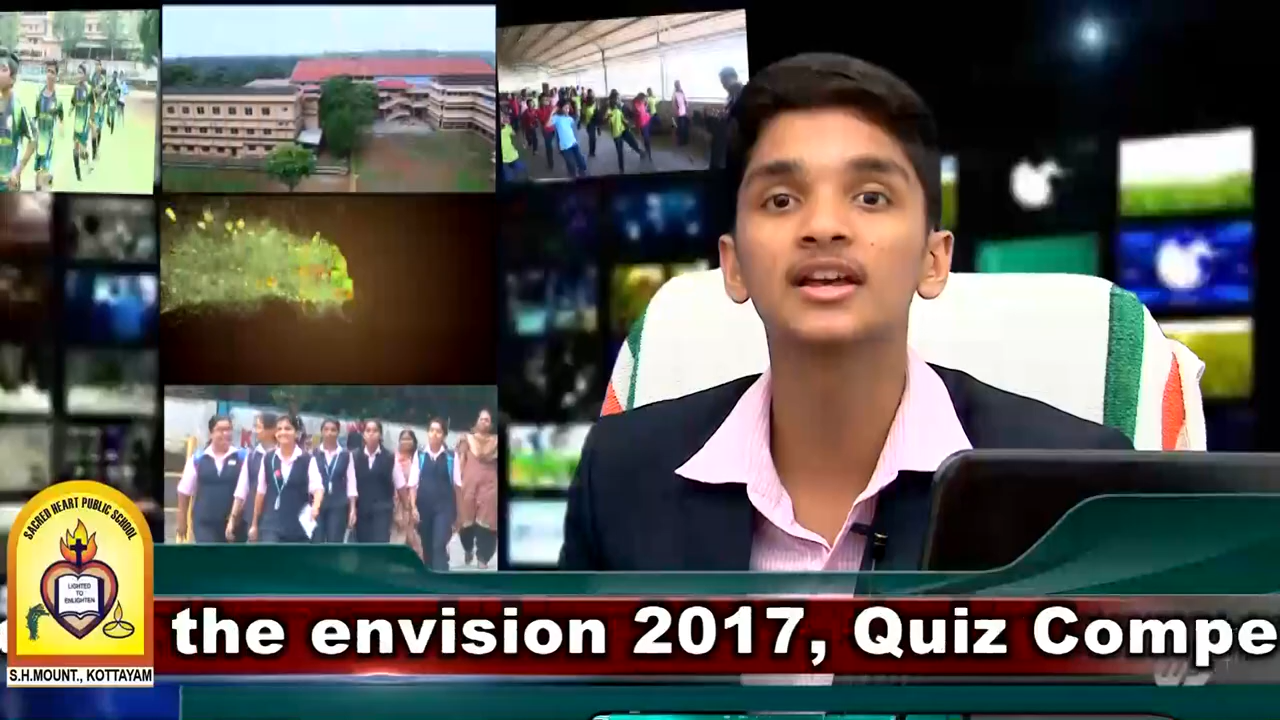 SACRED HEART PUBLIC SCHOOL
LIGHTED
TO
ENLIGHTEN
S.H.MOUNT., KOTTAYAM
the envision 2017, Quiz Compe